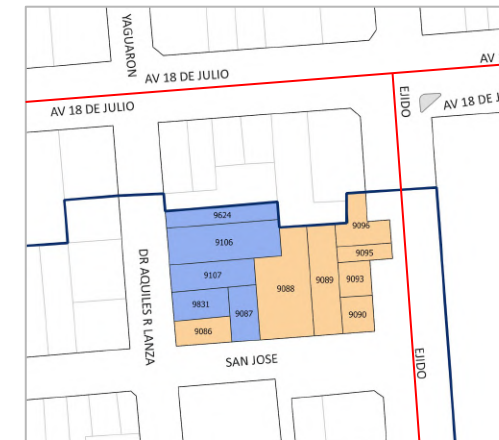 YAGUARON
AV 18 DE JULIO
AV
AV 18 DE JULIO
EJIDO
AV 18 DE J
9624
9106
9096
9095
DR AQUILES R LANZA
9107
9088
9089
9093
9831
9087
9090
9086
SAN JOSE
EJIDO